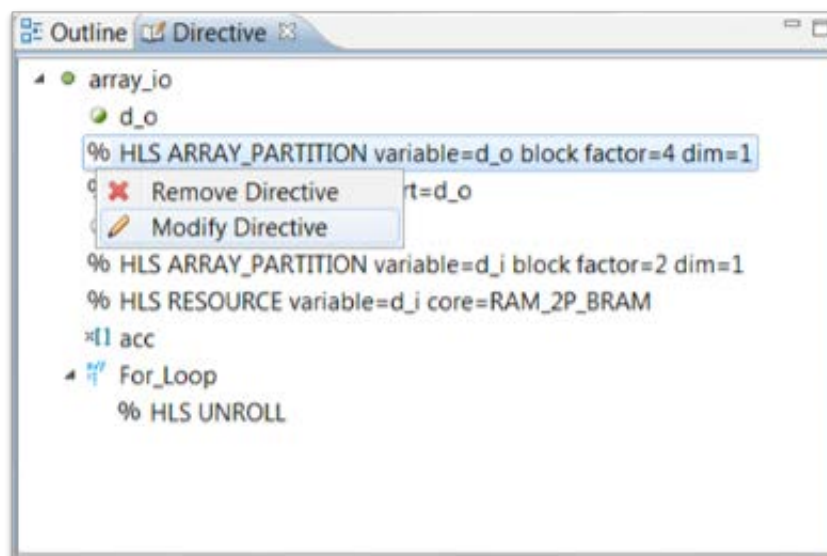 Outline Directive
array_io
d_o
% HLS ARRAY_PARTITION variable=d_o block factor=4 dim=1
Remove Directive rt=d_o
Modify Directive
% HLS ARRAY_PARTITION variable=d_i block factor=2 dim=1
% HLS RESOURCE variable=d_i core=RAM_2P_BRAM
×[] acc
For_Loop
% HLS UNROLL